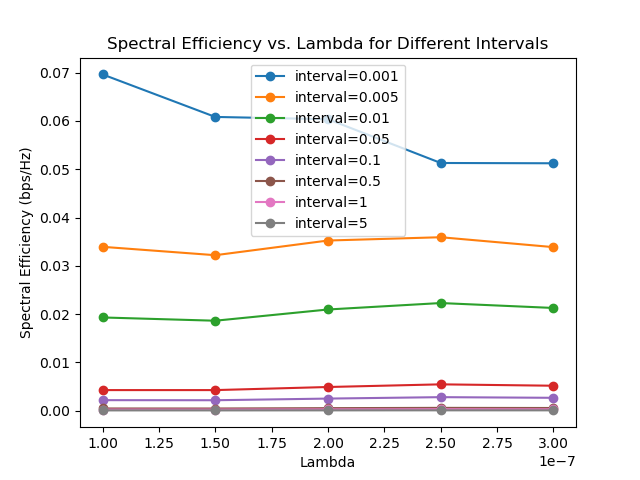 Spectral Efficiency vs. Lambda for Different Intervals
Spectral Efficiency (bps/Hz)
0.07
0.06
0.05
0.04
0.03
0.02
0.01
0.00
interval=0.001
interval=0.005
interval=0.01
interval=0.05
interval=0.1
interval=0.5
interval=1
interval=5
1.00 1.25 1.50 1.75 2.00 2.25 2.50 2.75 3.00
Lambda
1e−7